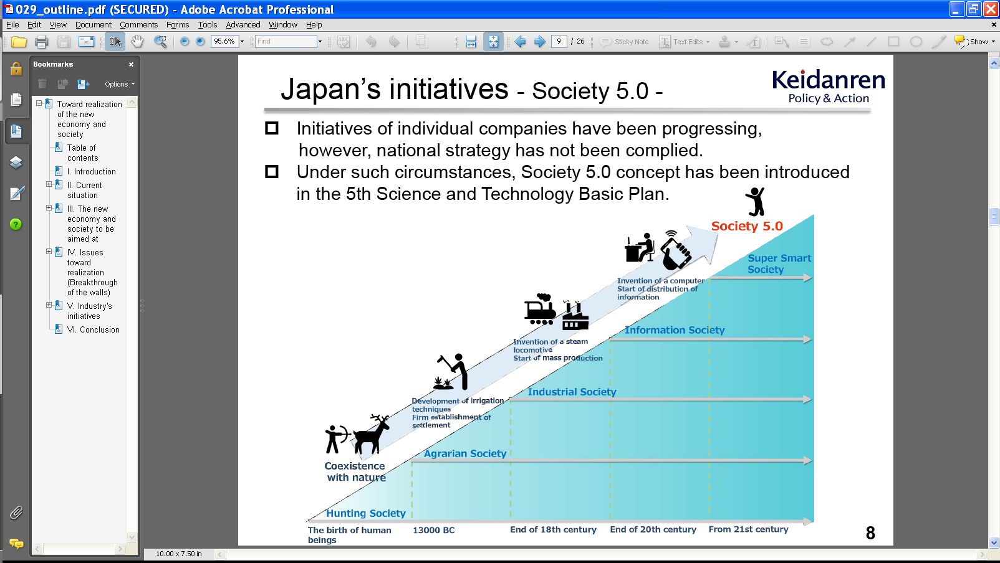 029_outline.pdf (SECURED) - Adobe Acrobat Professional
File Edit View Document Comments Forms Tools Advanced Window Help
95.6% Find 9 / 26 Sticky Note Text Edits Show
Bookmarks
Options
Toward realization
of the new
economy and
society
Table of
contents
I. Introduction
II. Current
situation
III. The new
economy and
society to be
aimed at
IV. Issues
toward
realization
(Breakthrough
of the walls)
V. Industry's
initiatives
VI. Conclusion
Japan’s initiatives - Society 5.0 -
Keidanren
Policy & Action
Initiatives of individual companies have been progressing,
however, national strategy has not been complied.
Under such circumstances, Society 5.0 concept has been introduced
in the 5th Science and Technology Basic Plan.
Society 5.0
Super Smart
Society
Invention of a computer
Start of distribution of
information
Information Society
Invention of a steam
locomotive
Start of mass production
Industrial Society
Development of irrigation
techniques
Firm establishment of
settlement
Agrarian Society
Coexistence
with nature
Hunting Society
The birth of human
beings
13000 BC
End of 18th century
End of 20th century
From 21st century
8
10.00 x 7.50 in